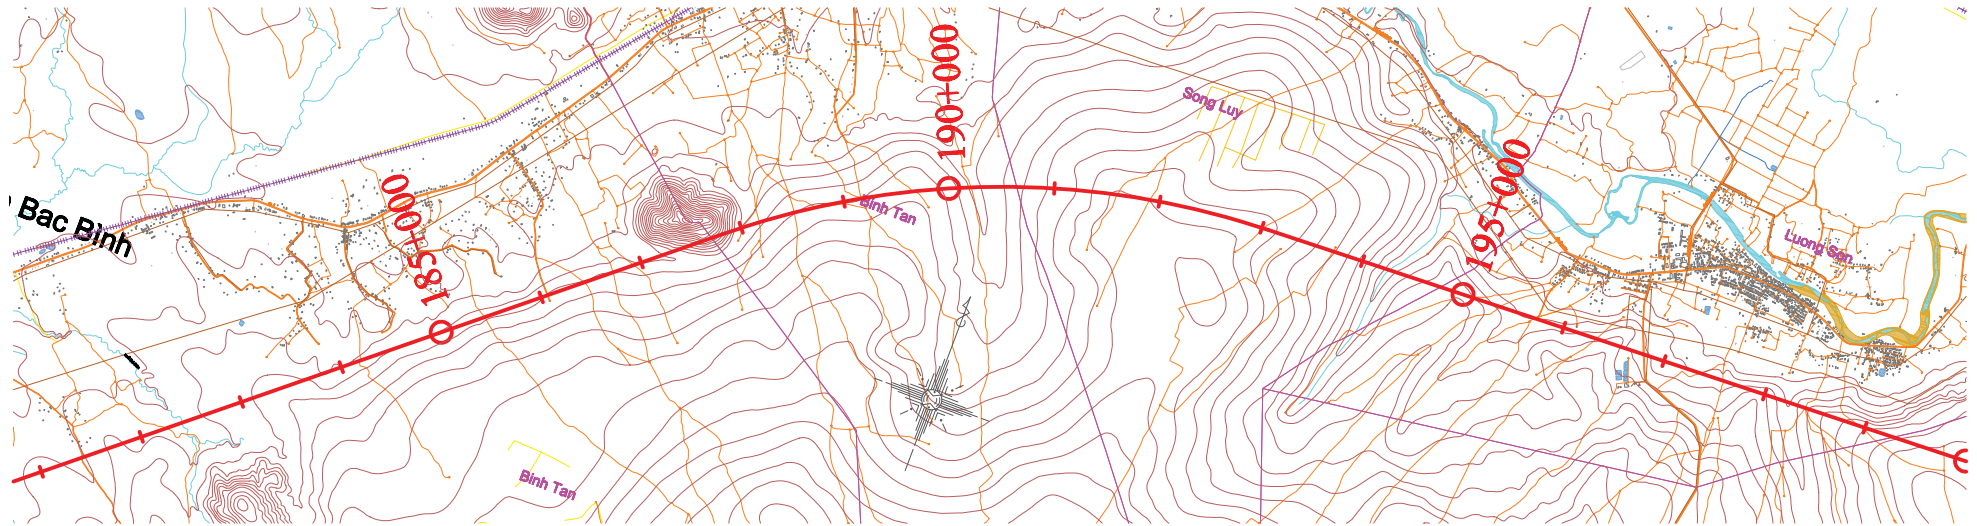 190+000
Song Luy
195+000
185+000
Bac Binh
Binh Tan
Luong Son
Binh Tan